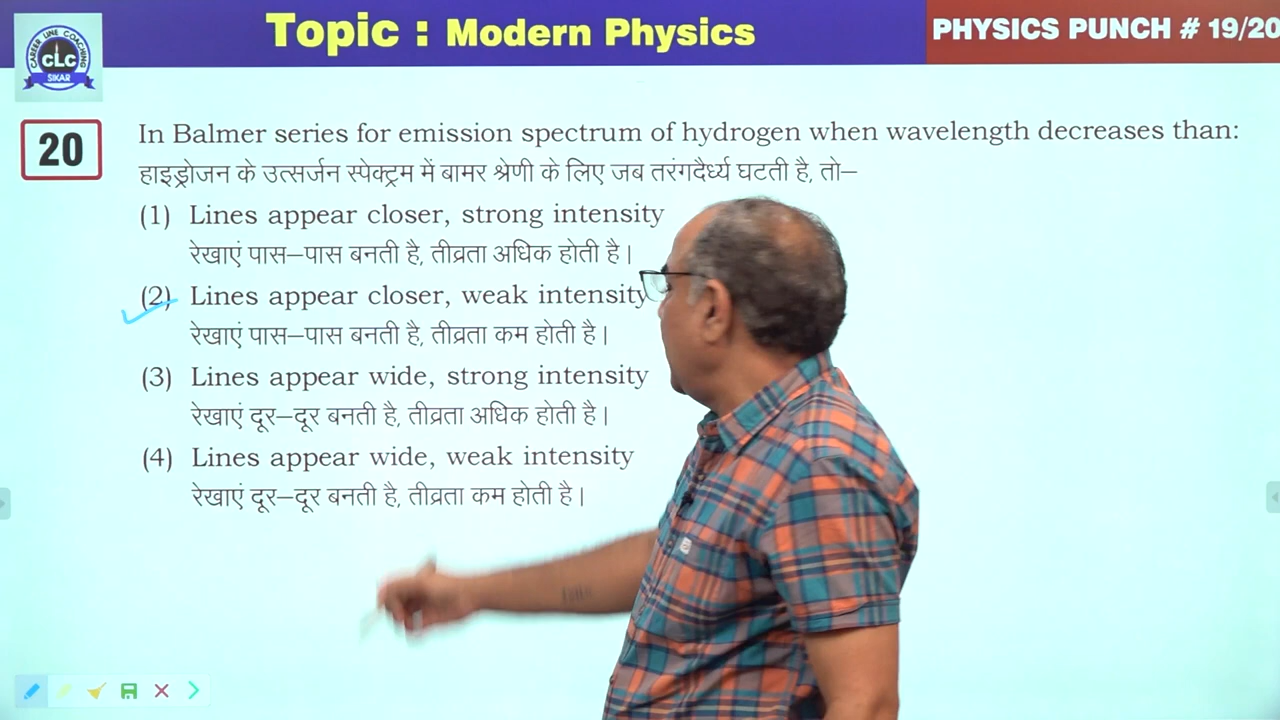 CAREER LINE COACHING
CLC
SIKAR
Topic : Modern Physics
PHYSICS PUNCH # 19/20
20
In Balmer series for emission spectrum of hydrogen when wavelength decreases than:
हाइड्रोजन के उत्सर्जन स्पेक्ट्रम में बामर श्रेणी के लिए जब तरंगदैर्ध्य घटती है, तो–
(1) Lines appear closer, strong intensity
रेखाएं पास–पास बनती है, तीव्रता अधिक होती है।
(2) Lines appear closer, weak intensity
रेखाएं पास–पास बनती है, तीव्रता कम होती है।
(3) Lines appear wide, strong intensity
रेखाएं दूर–दूर बनती है, तीव्रता अधिक होती है।
(4) Lines appear wide, weak intensity
रेखाएं दूर–दूर बनती है, तीव्रता कम होती है।